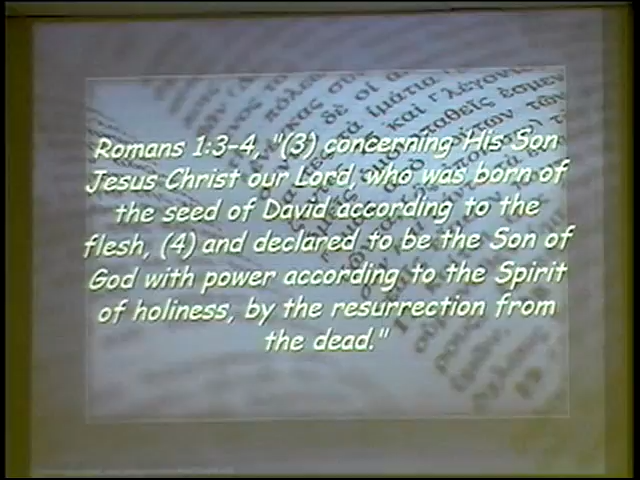 Romans 1:3-4, "(3) concerning His Son
Jesus Christ our Lord, who was born of
the seed of David according to the
flesh, (4) and declared to be the Son of
God with power according to the Spirit
of holiness, by the resurrection from
the dead."